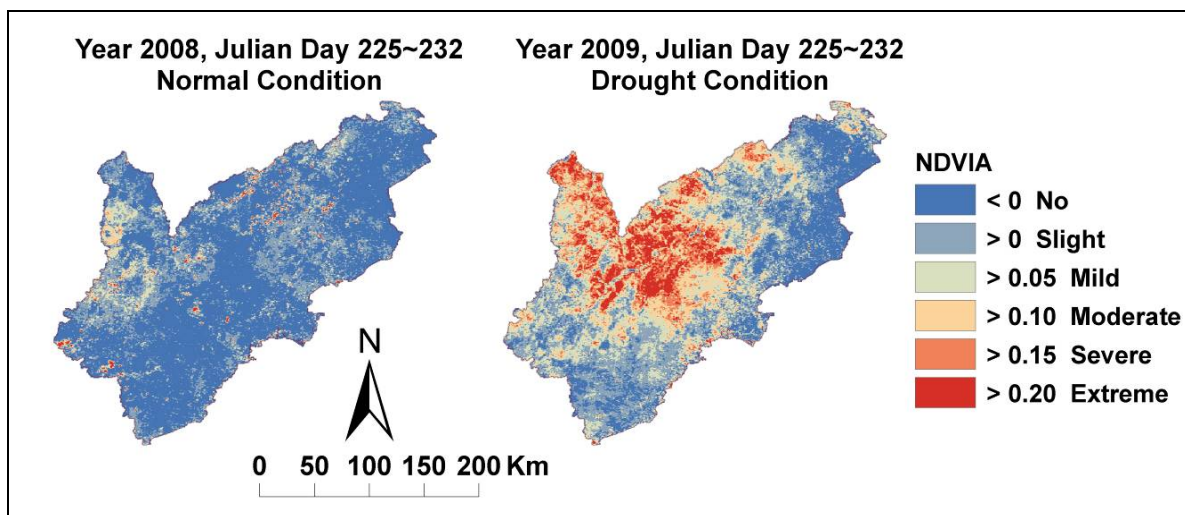 Year 2008, Julian Day 225~232
Normal Condition
Year 2009, Julian Day 225~232
Drought Condition
NDVIA
< 0 No
> 0 Slight
> 0.05 Mild
> 0.10 Moderate
> 0.15 Severe
> 0.20 Extreme
N
0 50 100 150 200 Km